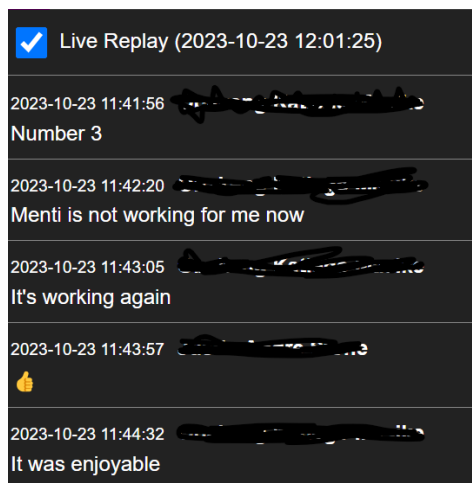 Live Replay (2023-10-23 12:01:25)
2023-10-23 11:41:56
Number 3
2023-10-23 11:42:20
Menti is not working for me now
2023-10-23 11:43:05
It's working again
2023-10-23 11:43:57
👍
2023-10-23 11:44:32
It was enjoyable